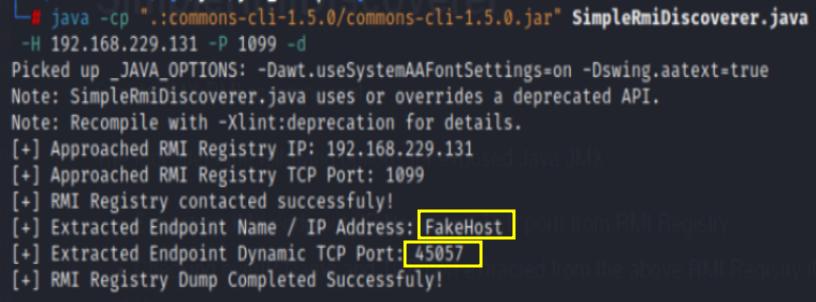 └─# java -cp ".:commons-cli-1.5.0/commons-cli-1.5.0.jar" SimpleRmiDiscoverer.java
-H 192.168.229.131 -P 1099 -d
Picked up _JAVA_OPTIONS: -Dawt.useSystemAAFontSettings=on -Dswing.aatext=true
Note: SimpleRmiDiscoverer.java uses or overrides a deprecated API.
Note: Recompile with -Xlint:deprecation for details.
[+] Approached RMI Registry IP: 192.168.229.131
[+] Approached RMI Registry TCP Port: 1099
[+] RMI Registry contacted successfuly!
[+] Extracted Endpoint Name / IP Address: FakeHost
[+] Extracted Endpoint Dynamic TCP Port: 45057
[+] RMI Registry Dump Completed Successfuly!